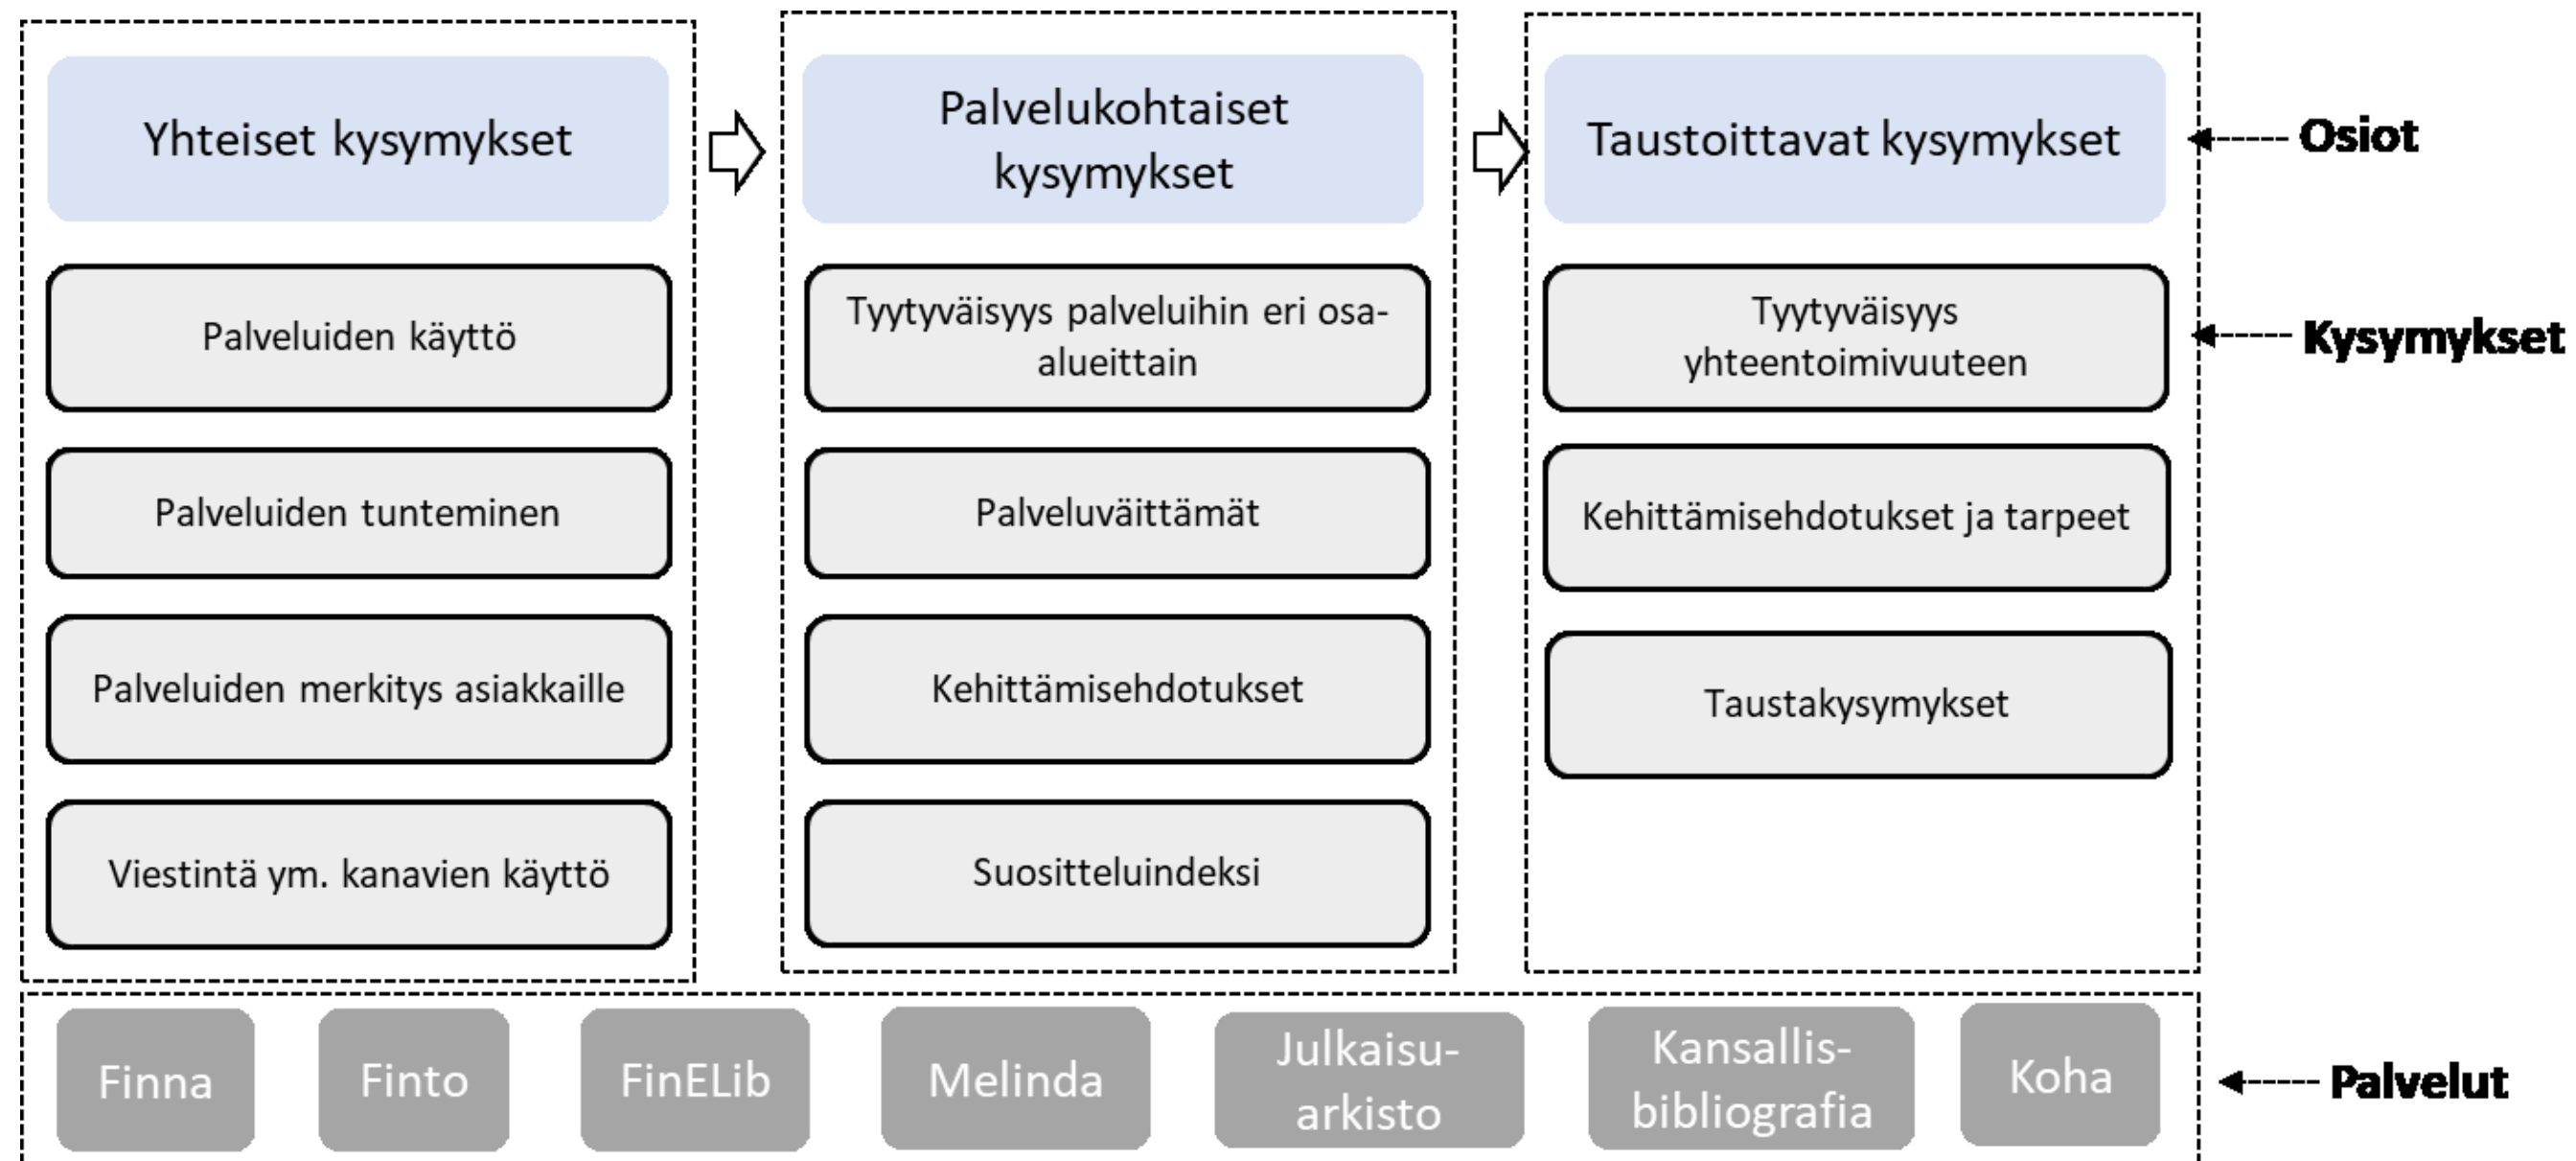 Yhteiset kysymykset
Palvelukohtaiset
kysymykset
Taustoittavat kysymykset
Osiot
Palveluiden käyttö
Tyytyväisyys palveluihin eri osa-
alueittain
Tyytyväisyys
yhteentoimivuuteen
Kysymykset
Palveluiden tunteminen
Palveluväittämät
Kehittämisehdotukset ja tarpeet
Palveluiden merkitys asiakkaille
Kehittämisehdotukset
Taustakysymykset
Viestintä ym. kanavien käyttö
Suositteluindeksi
Finna
Finto
FinELib
Melinda
Julkaisu-
arkisto
Kansallis-
bibliografia
Koha
Palvelut